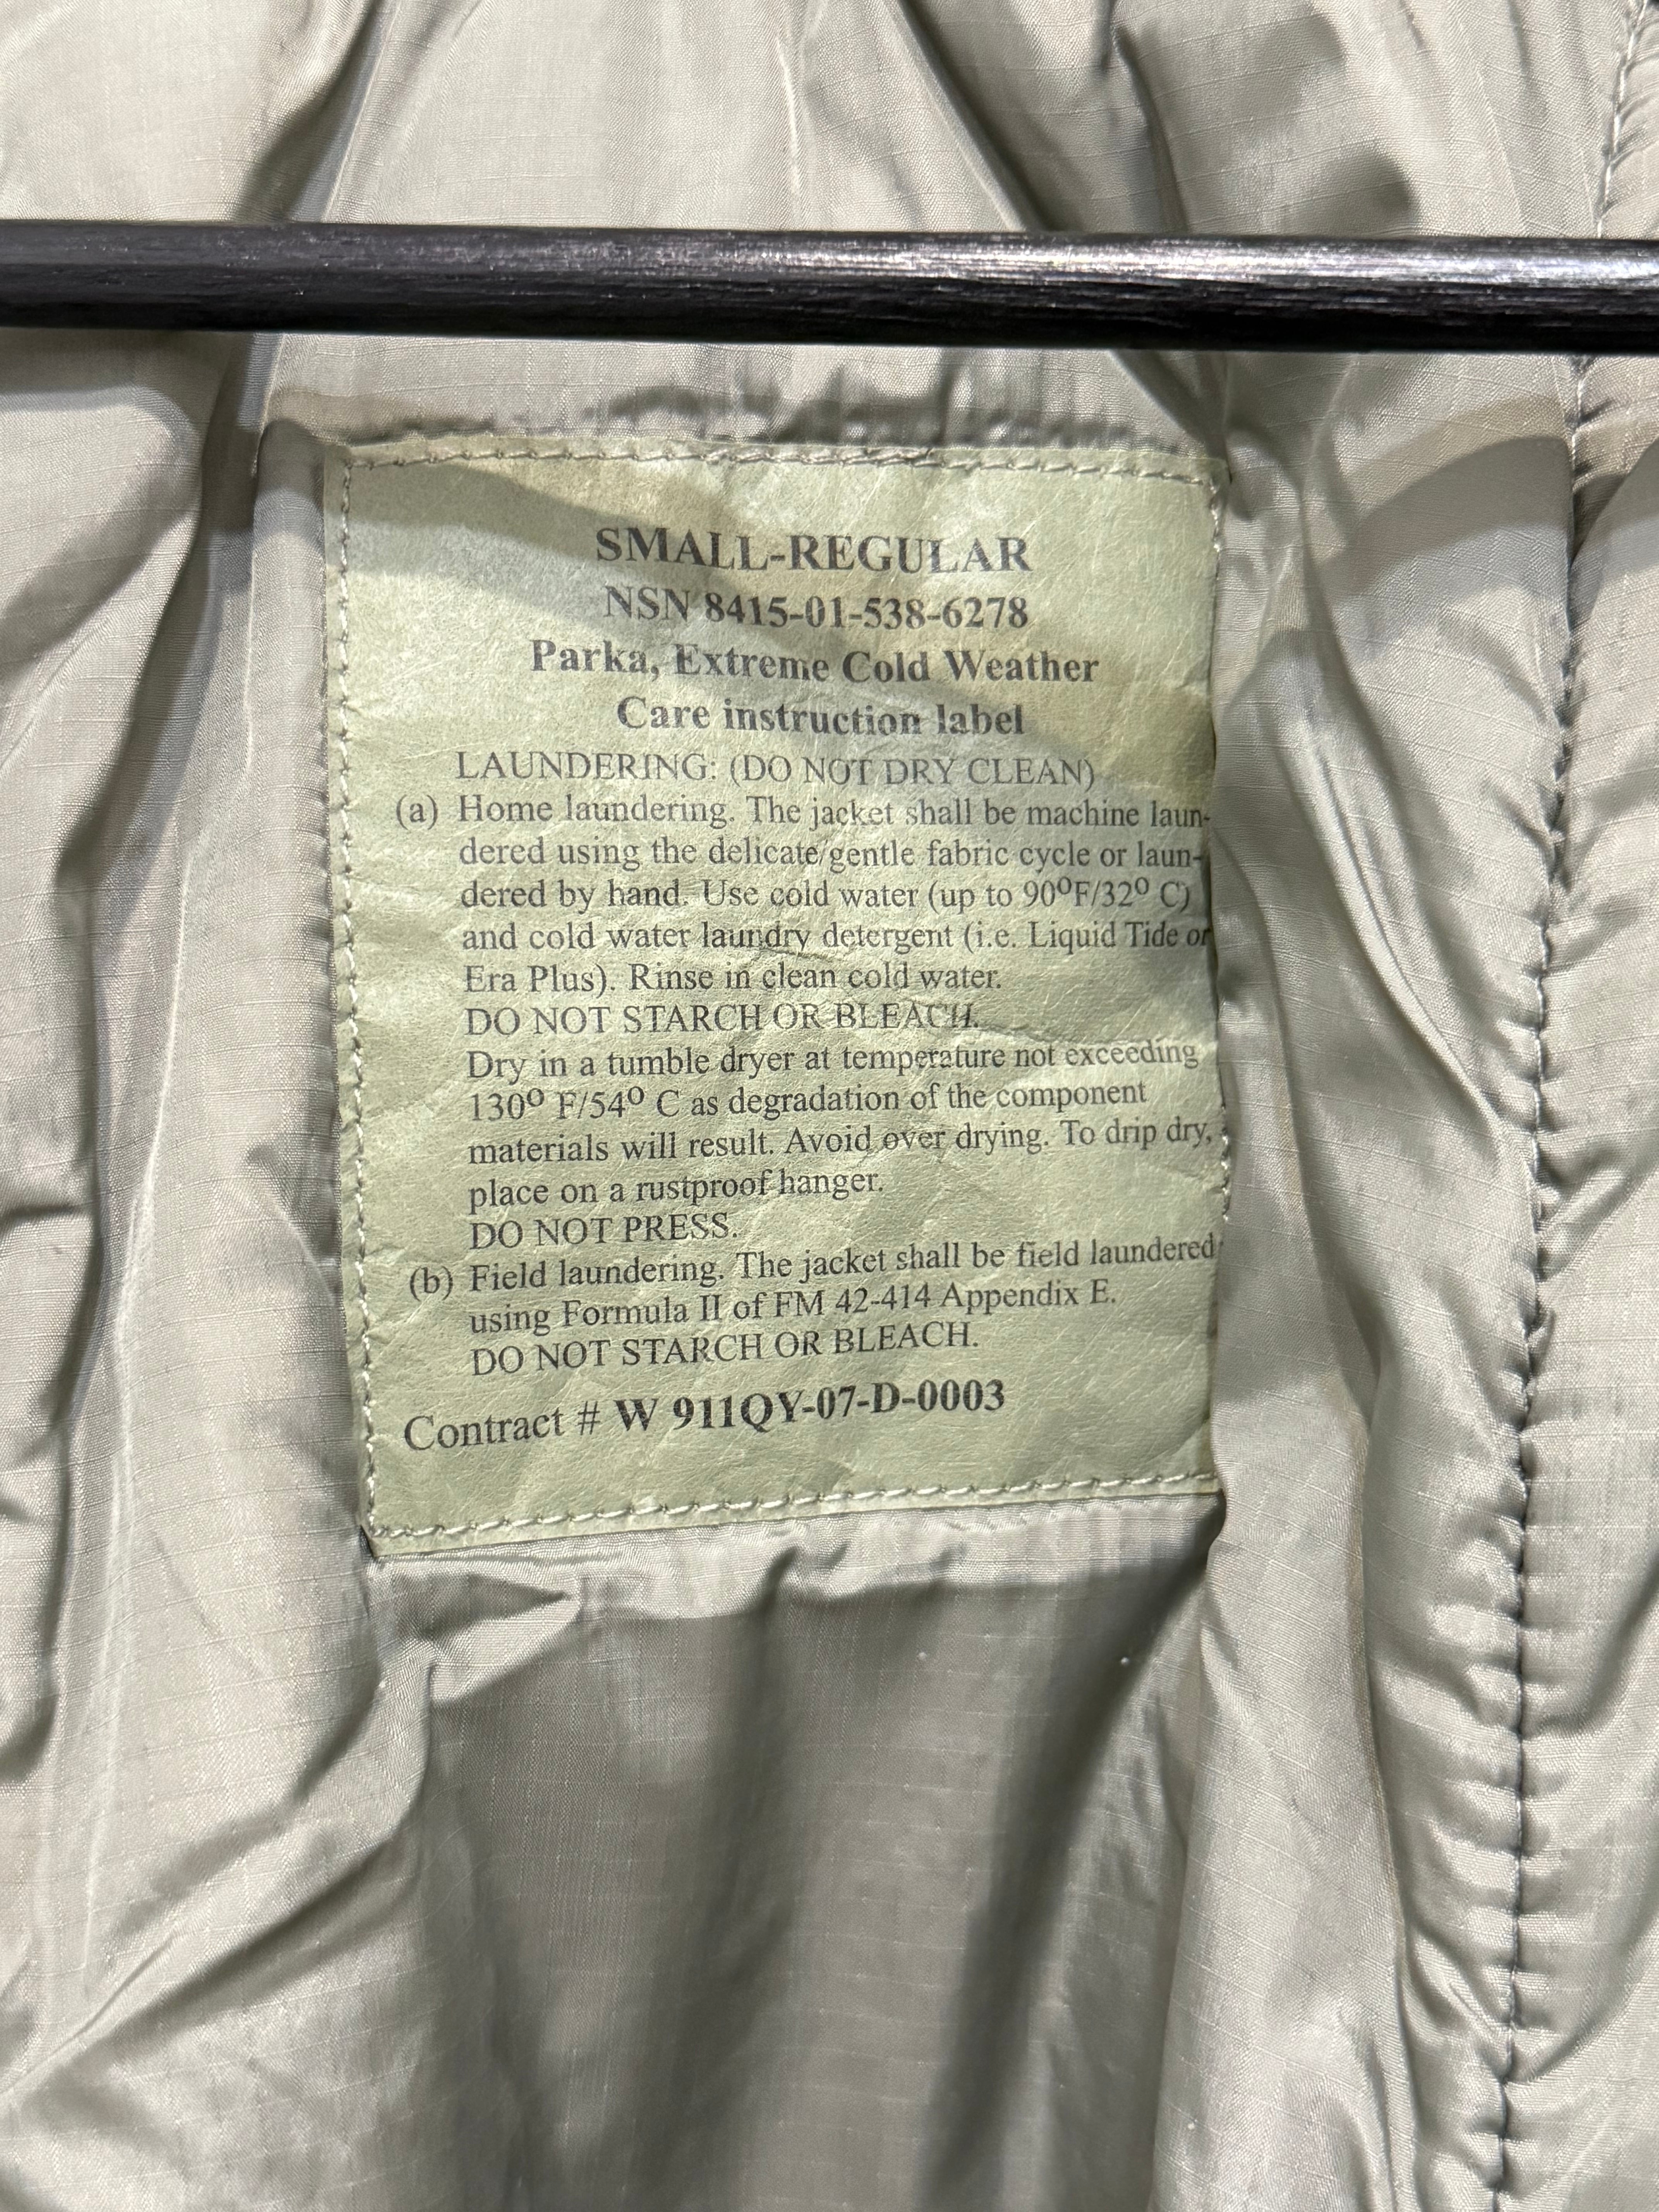 SMALL-REGULAR
NSN 8415-01-538-6278
Parka, Extreme Cold Weather
Care instruction label
LAUNDERING: (DO NOT DRY CLEAN)
(a) Home laundering. The jacket shall be machine laun-
dered using the delicate/gentle fabric cycle or laun-
dered by hand. Use cold water (up to 90ºF/32º C)
and cold water laundry detergent (i.e. Liquid Tide or
Era Plus). Rinse in clean cold water.
DO NOT STARCH OR BLEACH.
Dry in a tumble dryer at temperature not exceeding
130º F/54º C as degradation of the component
materials will result. Avoid over drying. To drip dry,
place on a rustproof hanger.
DO NOT PRESS.
(b) Field laundering. The jacket shall be field laundered
using Formula II of FM 42-414 Appendix E.
DO NOT STARCH OR BLEACH.
Contract # W 911QY-07-D-0003